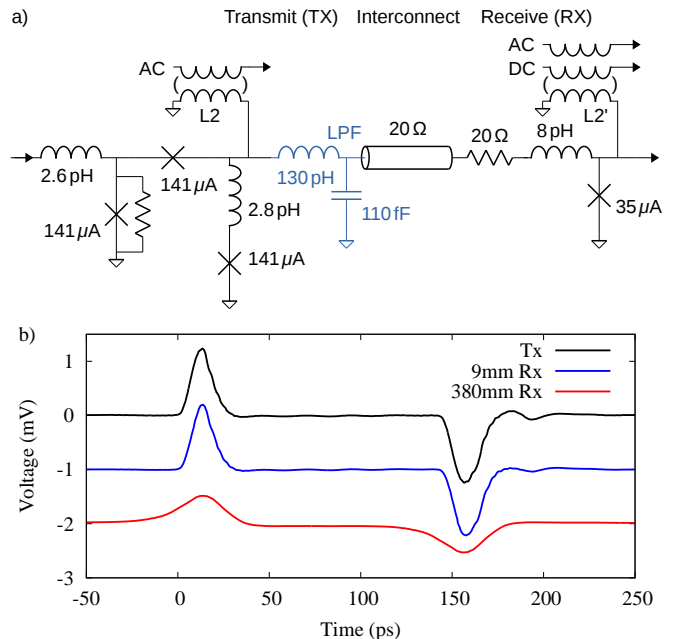 a)
Transmit (TX) Interconnect Receive (RX)
AC
AC
DC
L2
L2'
LPF
20 Ω
20 Ω
8 pH
2.6 pH
141 µA
130 pH
141 µA
2.8 pH
110 fF
35 µA
141 µA
b)
Tx
9mm Rx
380mm Rx
Voltage (mV)
1
0
-1
-2
-3
-50 0 50 100 150 200 250
Time (ps)